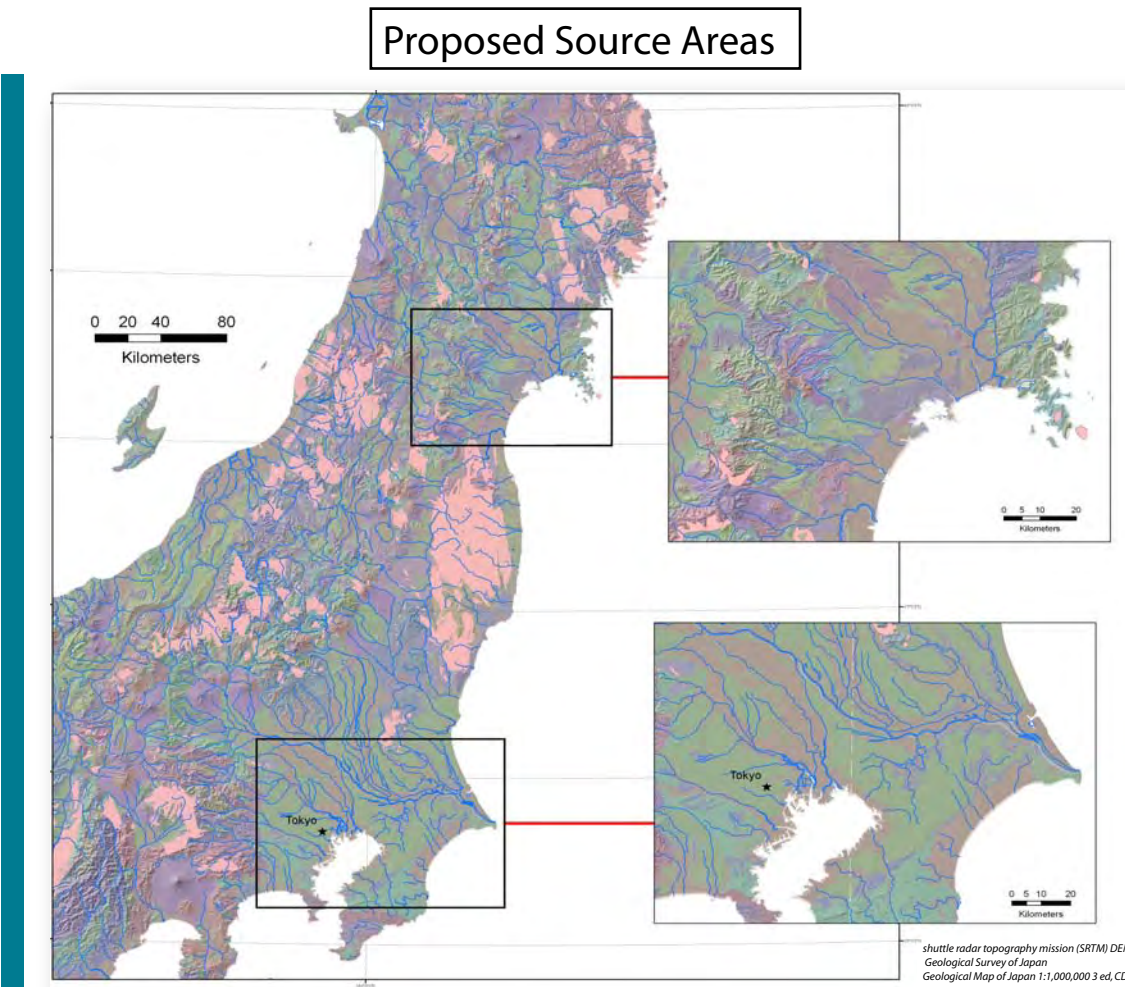 Proposed Source Areas
0 20 40 80
Kilometers
0 5 10 20
Kilometers
Tokyo
Tokyo
0 5 10 20
Kilometers
shuttle radar topography mission (SRTM) DEM
Geological Survey of Japan
Geological Map of Japan 1:1,000,000 3 ed, CD